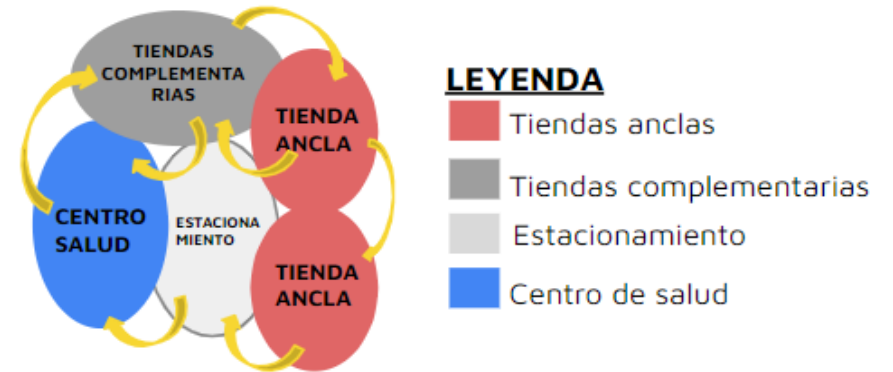 TIENDAS
COMPLEMENTA
RIAS
TIENDA
ANCLA
CENTRO
SALUD
ESTACIONA
MIENTO
TIENDA
ANCLA
LEYENDA
Tiendas anclas
Tiendas complementarias
Estacionamiento
Centro de salud